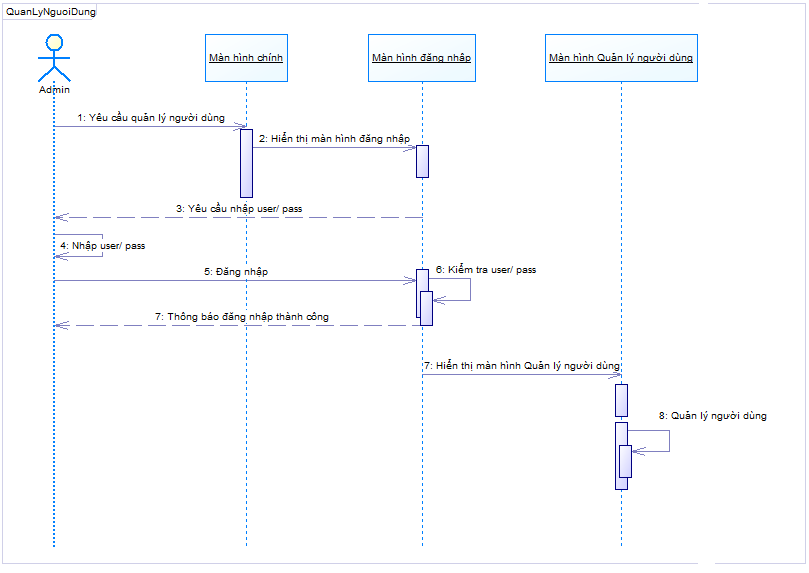 QuanLyNguoiDung
Admin
Màn hình chính
Màn hình đăng nhập
Màn hình Quản lý người dùng
1: Yêu cầu quản lý người dùng
2: Hiển thị màn hình đăng nhập
3: Yêu cầu nhập user/ pass
4: Nhập user/ pass
5: Đăng nhập
6: Kiểm tra user/ pass
7: Thông báo đăng nhập thành công
7: Hiển thị màn hình Quản lý người dùng
8: Quản lý người dùng